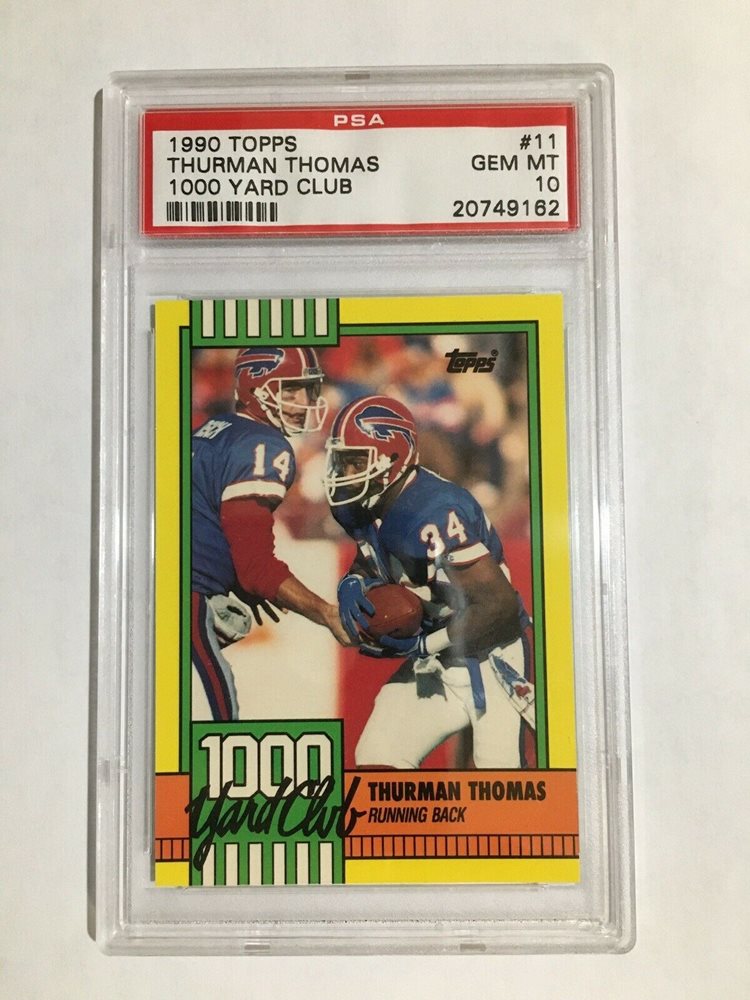 PSA
1990 TOPPS #11
THURMAN THOMAS GEM MT
1000 YARD CLUB 10
20749162
Topps
14
34
1000
Yard Club
THURMAN THOMAS
RUNNING BACK